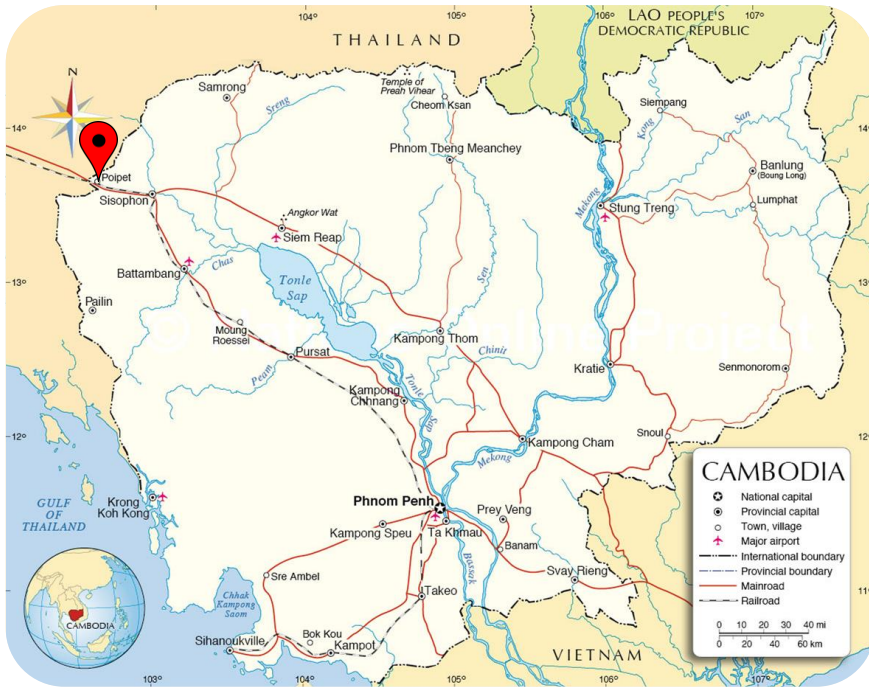 104°
105°
106°
107°
THAILAND
LAO PEOPLE'S
DEMOCRATIC REPUBLIC
N
Samrong
Sreng
Temple of
Preah Vihear
Cheom Ksan
Siempang
Kong
San
14°
14°
Phnom Tbeng Meanchey
Banlung
(Boung Long)
Poipet
Sisophon
Mekong
Stung Treng
Lumphat
Angkor Wat
Siem Reap
Chas
Battambang
Tonle
Sap
Sen
13°
13°
Pailin
Moung
Roessei
Kampong Thom
Chinit
Pursat
Kratie
Senmonorom
Peam
Kampong
Chhnang
Tonle
Sap
12°
12°
Snoul
Kampong Cham
Mekong
GULF
OF
THAILAND
Krong
Koh Kong
Phnom Penh
Prey Veng
Kampong Speu
Ta Khmau
Banam
Bassak
Svay Rieng
Sre Ambel
Chhak
Kampong
Saom
Takeo
11°
CAMBODIA
Sihanoukville
Bok Kou
Kampot
VIETNAM
103°
104°
105°
106°
107°
CAMBODIA
National capital
Provincial capital
Town, village
Major airport
International boundary
Provincial boundary
Mainroad
Railroad
0 10 20 30 40 mi
0 20 40 60 km